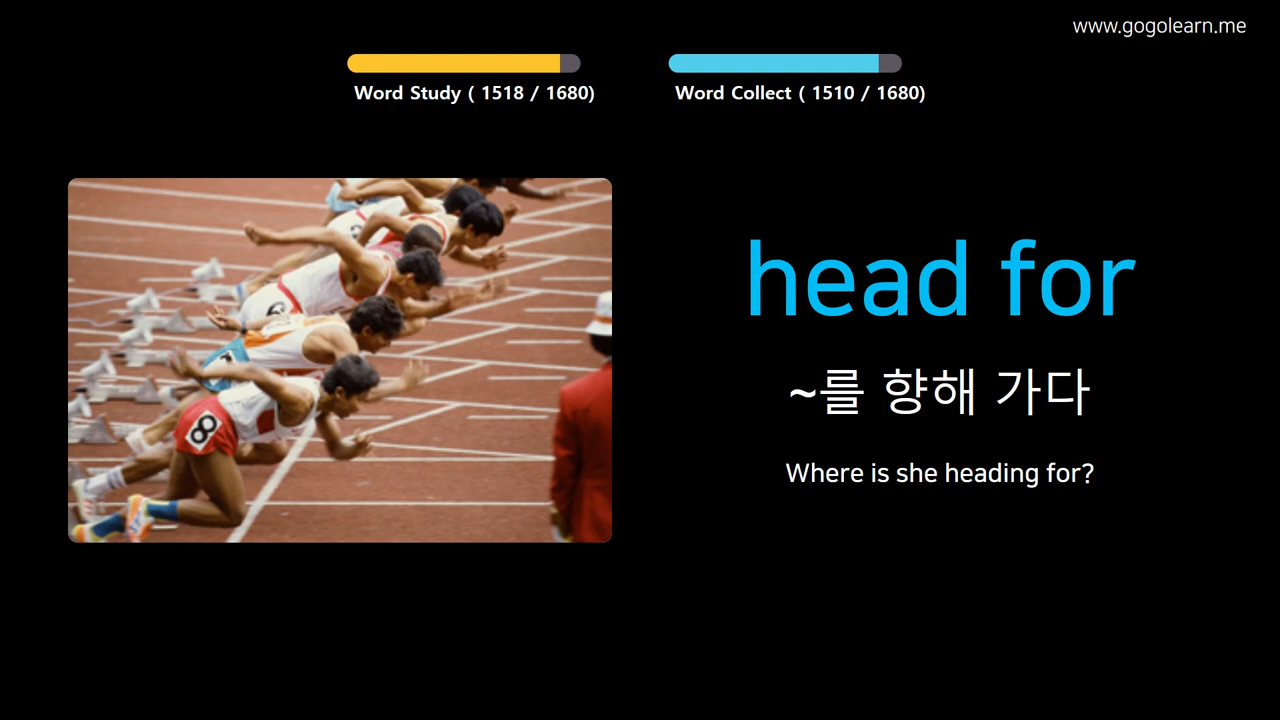 www.gogolearn.me
Word Study ( 1518 / 1680)
Word Collect ( 1510 / 1680)
head for
~를 향해 가다
Where is she heading for?
8